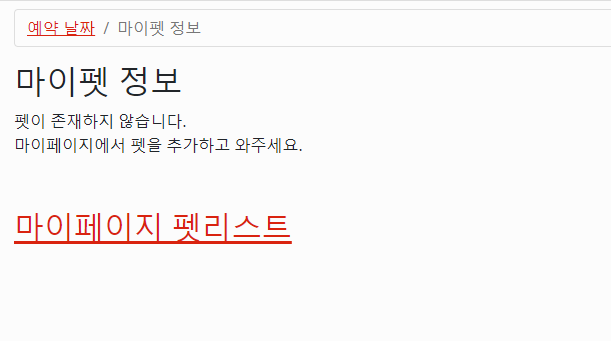 예약 날짜 / 마이펫 정보
마이펫 정보
펫이 존재하지 않습니다.
마이페이지에서 펫을 추가하고 와주세요.
마이페이지 펫리스트